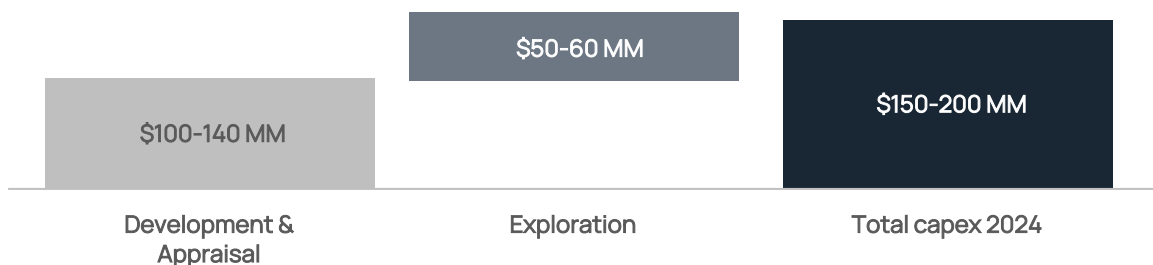 $50-60 MM
$100-140 MM
$150-200 MM
Development &
Appraisal
Exploration
Total capex 2024